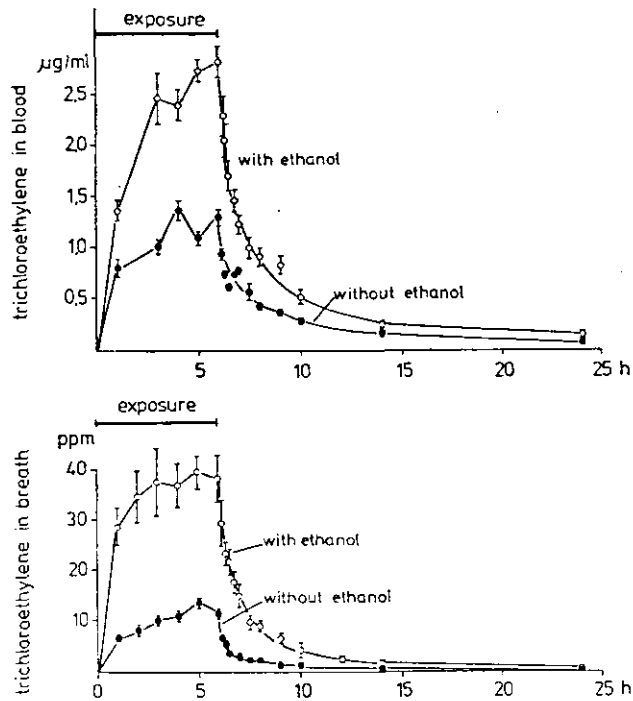 exposure
µg/ml
2,5
2,0
1,5
1,0
0,5
trichloroethylene in blood
with ethanol
without ethanol
5
10
15
20
25 h
exposure
ppm
40
30
20
10
trichloroethylene in breath
with ethanol
without ethanol
0
5
10
15
20
25 h